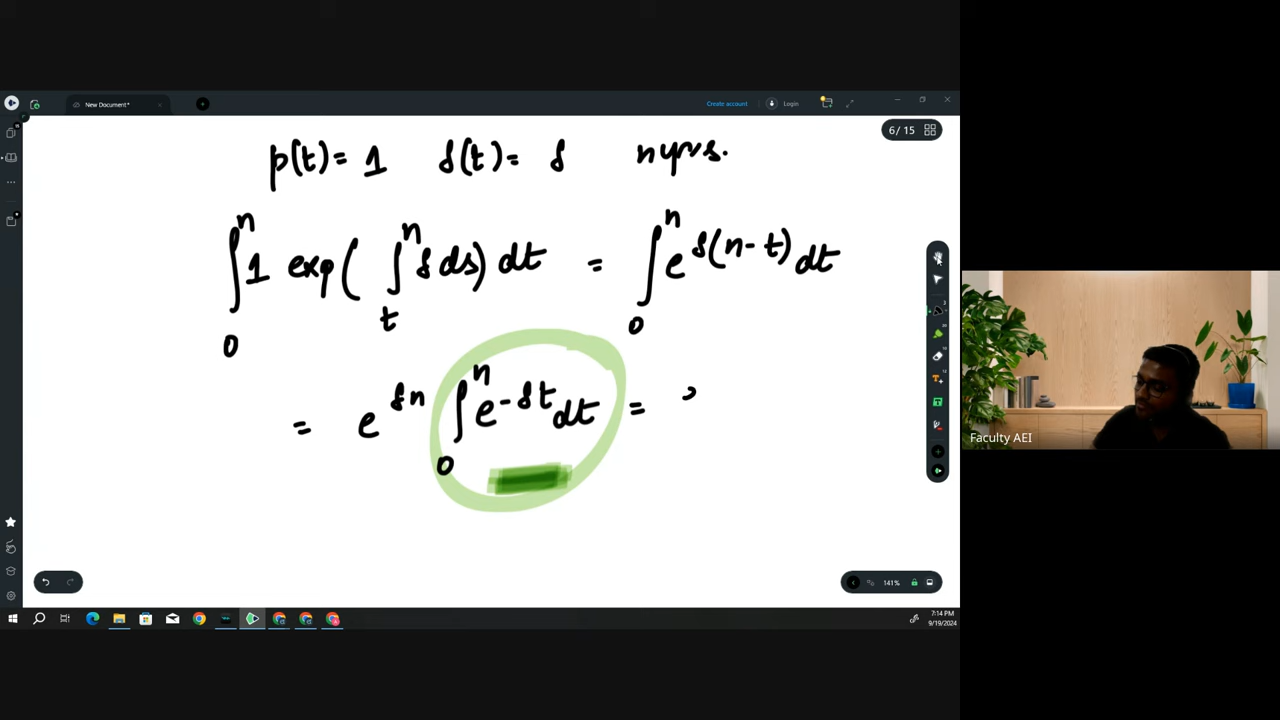 New Document*
Create account
Login
6/15
p(t)= 1 δ(t)= δ n yrs.
∫₀ⁿ 1 exp( ∫ₜⁿ δ ds) dt = ∫₀ⁿ e^δ(n-t) dt
= e^δn ∫₀ⁿ e^-δt dt =
Faculty AEI
141%
7:14 PM
9/19/2024